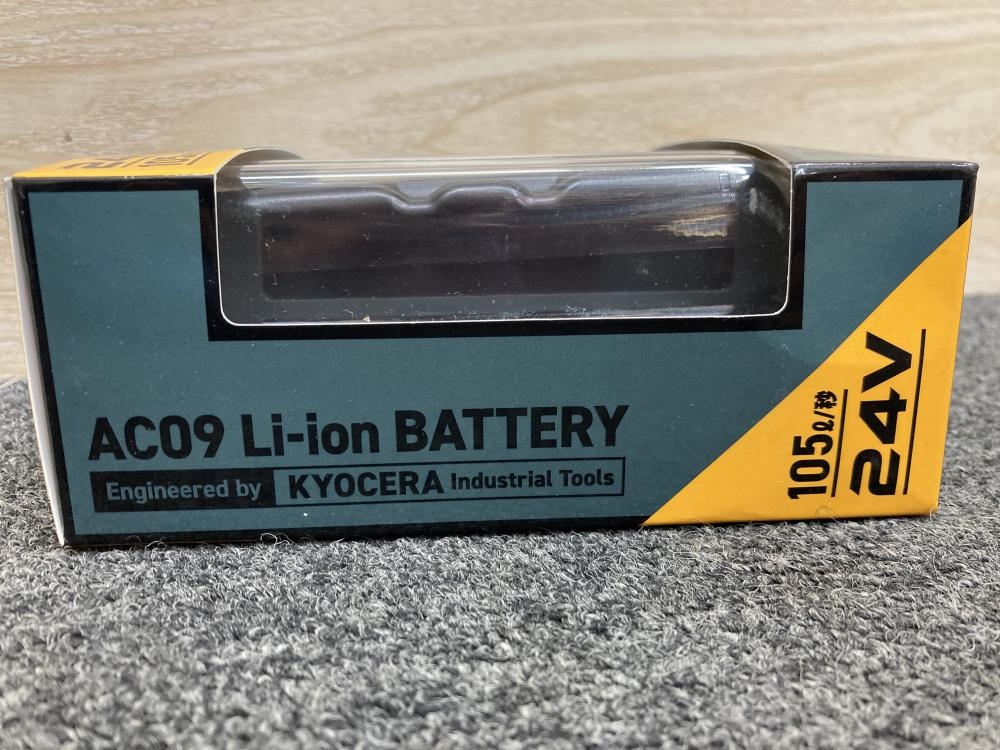 AC09 Li-ion BATTERY
Engineered by KYOCERA Industrial Tools
105ℓ/秒
24V